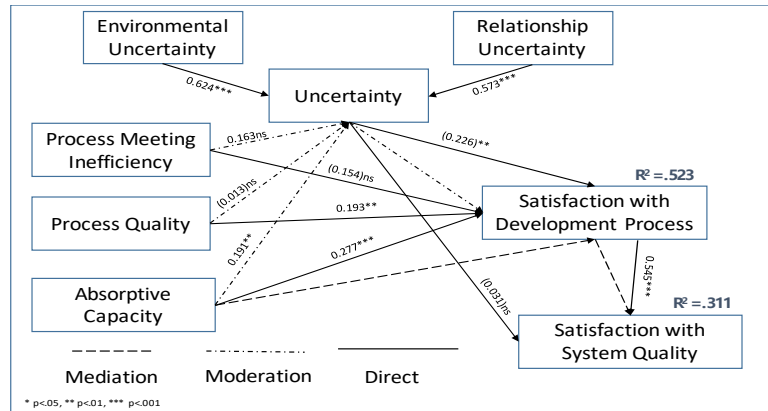 Environmental
Uncertainty
Relationship
Uncertainty
0.624***
0.573***
Uncertainty
0.163ns
(0.226)**
Process Meeting
Inefficiency
(0.154)ns
R² =.523
(0.013)ns
Process Quality
0.193**
Satisfaction with
Development Process
0.191**
0.277***
0.545***
Absorptive
Capacity
(0.031)ns
R² =.311
Satisfaction with
System Quality
Mediation
Moderation
Direct
* p<.05, ** p<.01, *** p<.001